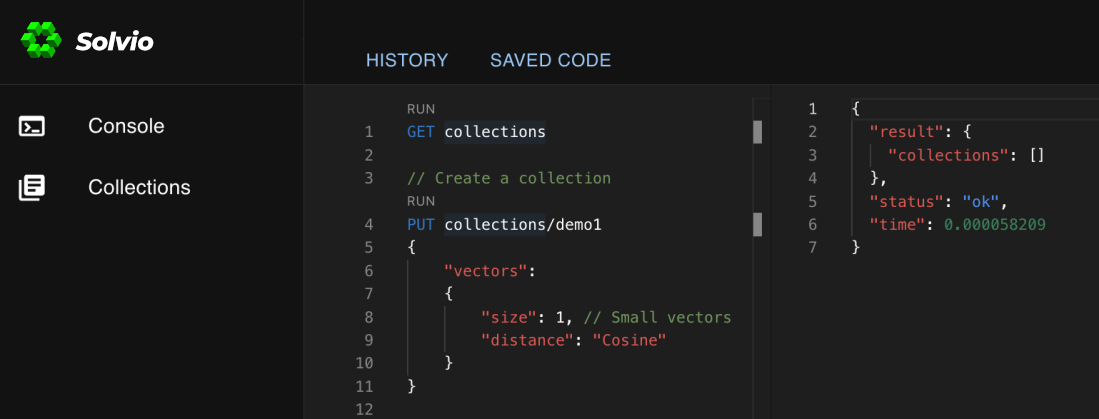 Solvio
HISTORY SAVED CODE
Console
Collections
RUN
1 GET collections
2
3 // Create a collection
RUN
4 PUT collections/demo1
5 {
6 "vectors":
7 {
8 "size": 1, // Small vectors
9 "distance": "Cosine"
10 }
11 }
12
1 {
2 "result": {
3 "collections": []
4 },
5 "status": "ok",
6 "time": 0.000058209
7 }